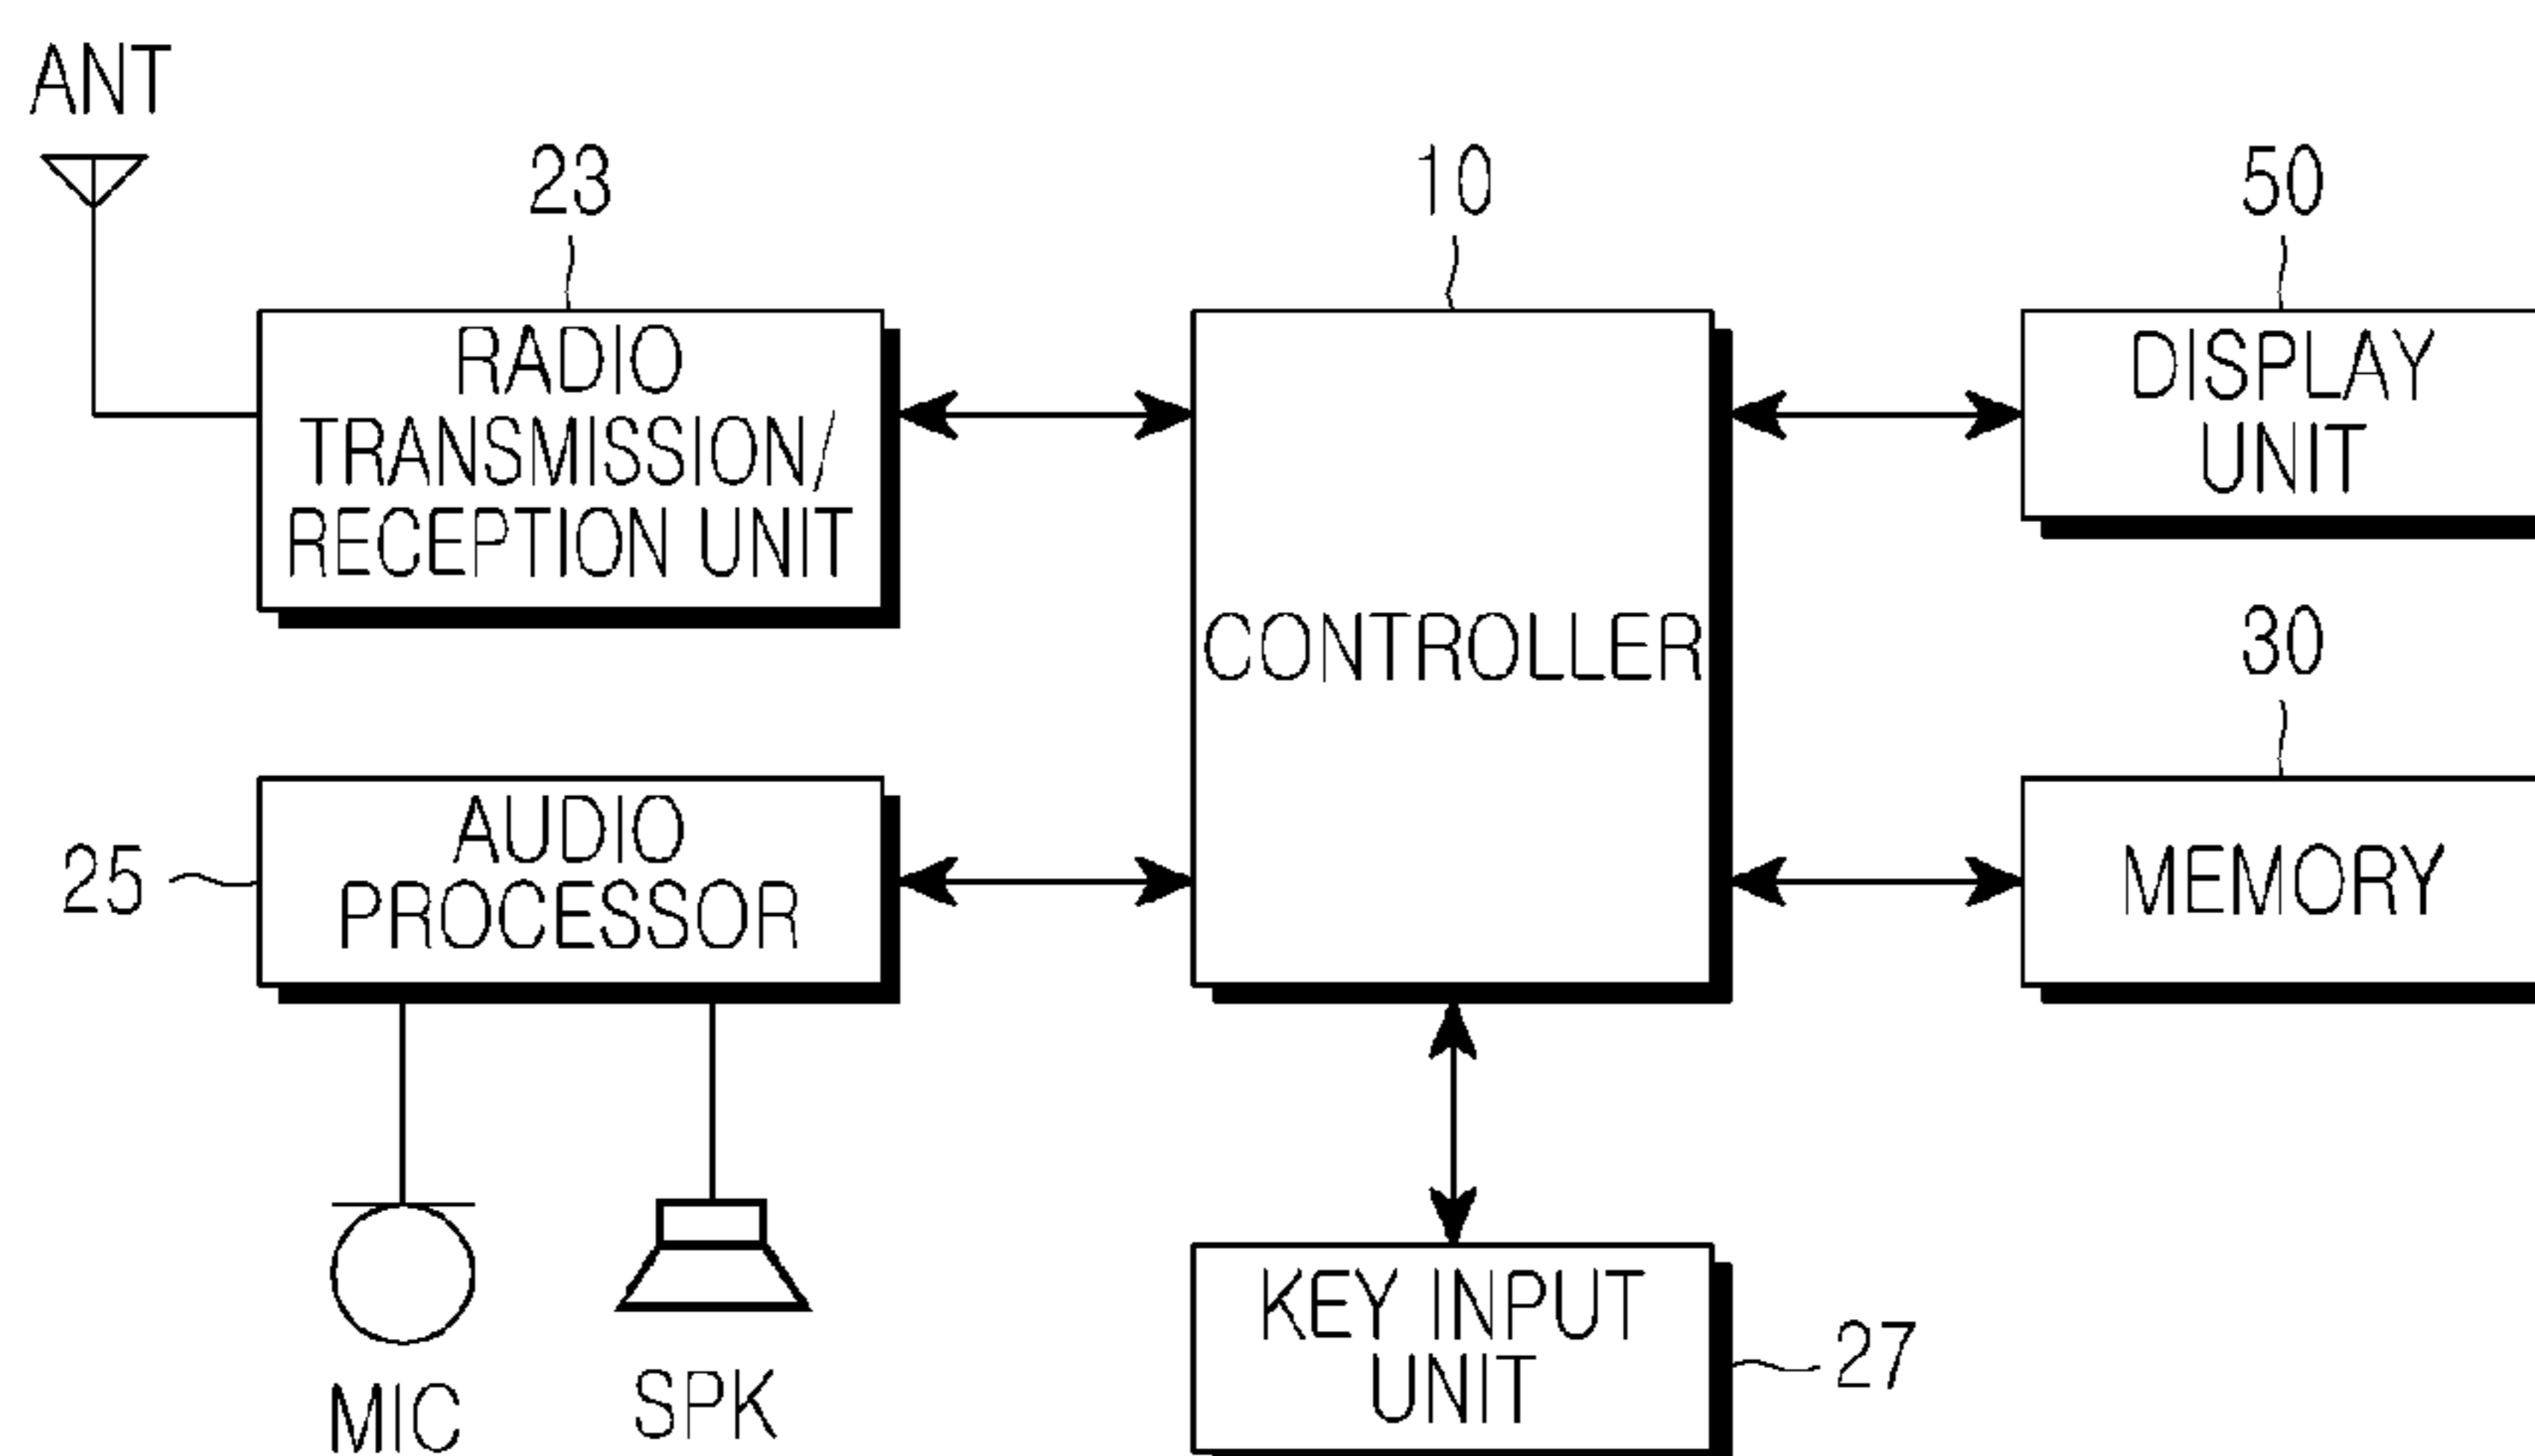 ANT
23
10
50
RADIO
TRANSMISSION/
RECEPTION UNIT
CONTROLLER
DISPLAY
UNIT
30
25
AUDIO
PROCESSOR
MEMORY
MIC
SPK
KEY INPUT
UNIT
27